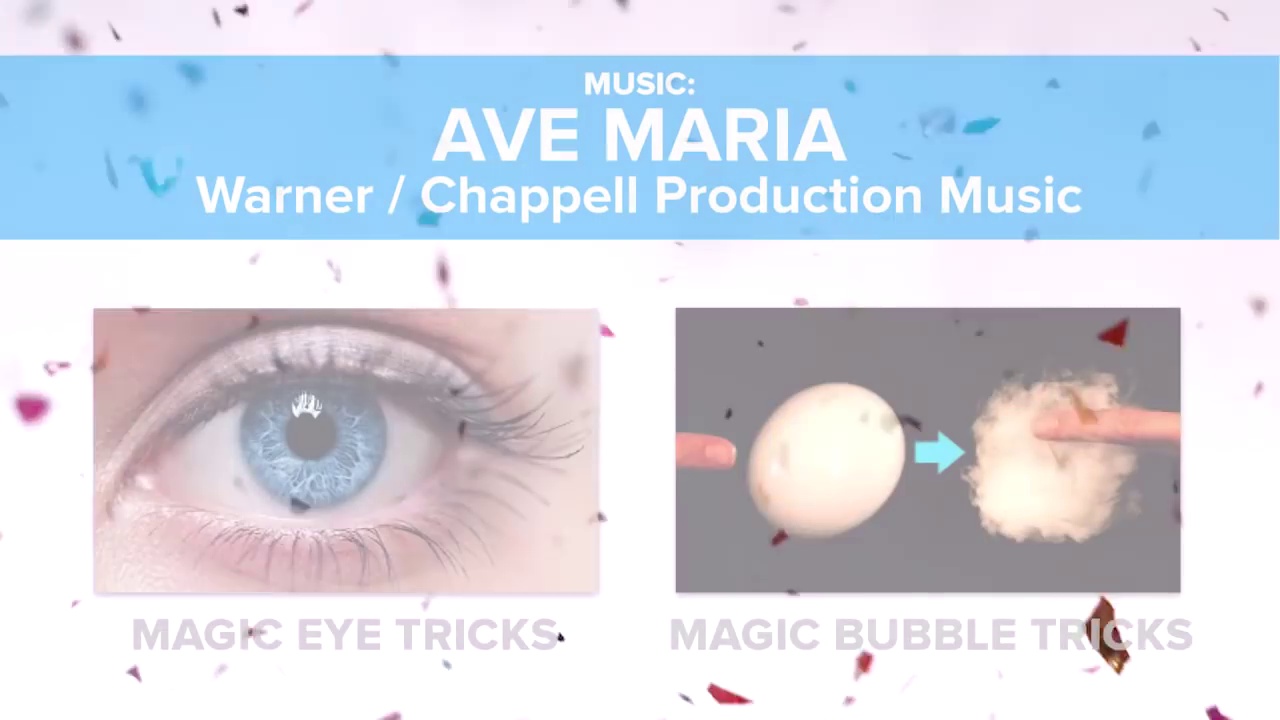 MUSIC:
AVE MARIA
Warner / Chappell Production Music
MAGIC EYE TRICKS
MAGIC BUBBLE TRICKS